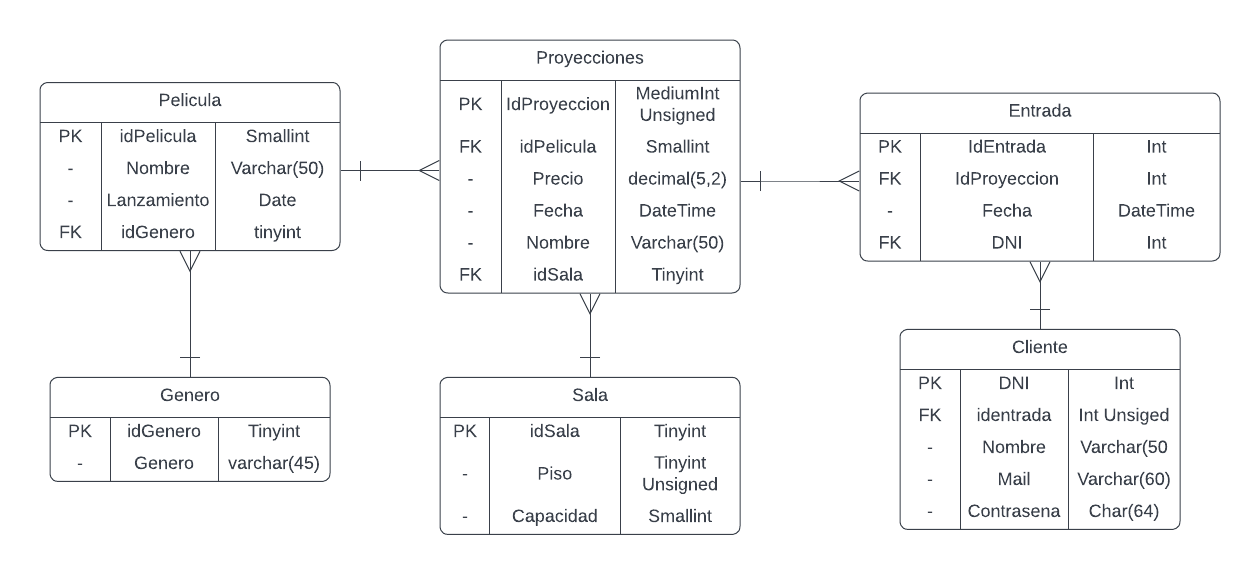 Pelicula
PK idPelicula Smallint
- Nombre Varchar(50)
- Lanzamiento Date
FK idGenero tinyint
Proyecciones
PK IdProyeccion MediumInt
Unsigned
FK idPelicula Smallint
- Precio decimal(5,2)
- Fecha DateTime
- Nombre Varchar(50)
FK idSala Tinyint
Entrada
PK IdEntrada Int
FK IdProyeccion Int
- Fecha DateTime
FK DNI Int
Genero
PK idGenero Tinyint
- Genero varchar(45)
Sala
PK idSala Tinyint
- Piso Tinyint
Unsigned
- Capacidad Smallint
Cliente
PK DNI Int
FK identrada Int Unsiged
- Nombre Varchar(50
- Mail Varchar(60)
- Contrasena Char(64)